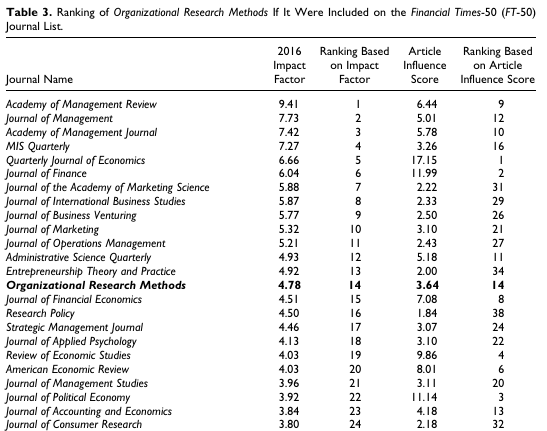 Table 3. Ranking of Organizational Research Methods If It Were Included on the Financial Times-50 (FT-50)
Journal List.
Journal Name 2016 Impact Factor Ranking Based on Impact Factor Article Influence Score Ranking Based on Article Influence Score
Academy of Management Review 9.41 1 6.44 9
Journal of Management 7.73 2 5.01 12
Academy of Management Journal 7.42 3 5.78 10
MIS Quarterly 7.27 4 3.26 16
Quarterly Journal of Economics 6.66 5 17.15 1
Journal of Finance 6.04 6 11.99 2
Journal of the Academy of Marketing Science 5.88 7 2.22 31
Journal of International Business Studies 5.87 8 2.33 29
Journal of Business Venturing 5.77 9 2.50 26
Journal of Marketing 5.32 10 3.10 21
Journal of Operations Management 5.21 11 2.43 27
Administrative Science Quarterly 4.93 12 5.18 11
Entrepreneurship Theory and Practice 4.92 13 2.00 34
Organizational Research Methods 4.78 14 3.64 14
Journal of Financial Economics 4.51 15 7.08 8
Research Policy 4.50 16 1.84 38
Strategic Management Journal 4.46 17 3.07 24
Journal of Applied Psychology 4.13 18 3.10 22
Review of Economic Studies 4.03 19 9.86 4
American Economic Review 4.03 20 8.01 6
Journal of Management Studies 3.96 21 3.11 20
Journal of Political Economy 3.92 22 11.14 3
Journal of Accounting and Economics 3.84 23 4.18 13
Journal of Consumer Research 3.80 24 2.18 32